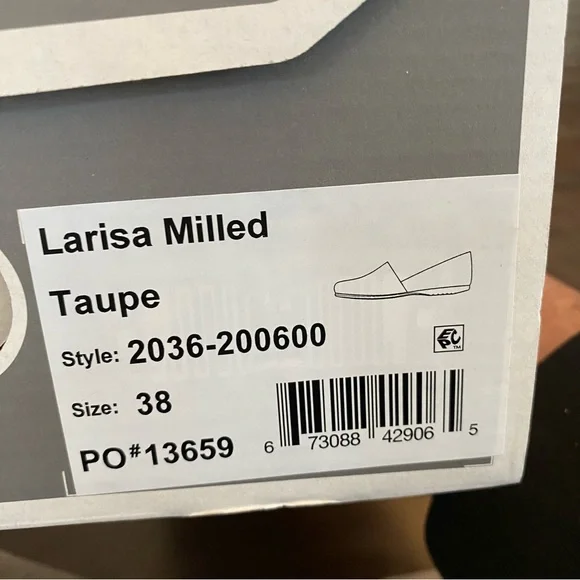 Larisa Milled
Taupe
Style: 2036-200600
Size: 38
PO#13659
6 73088 42906 5